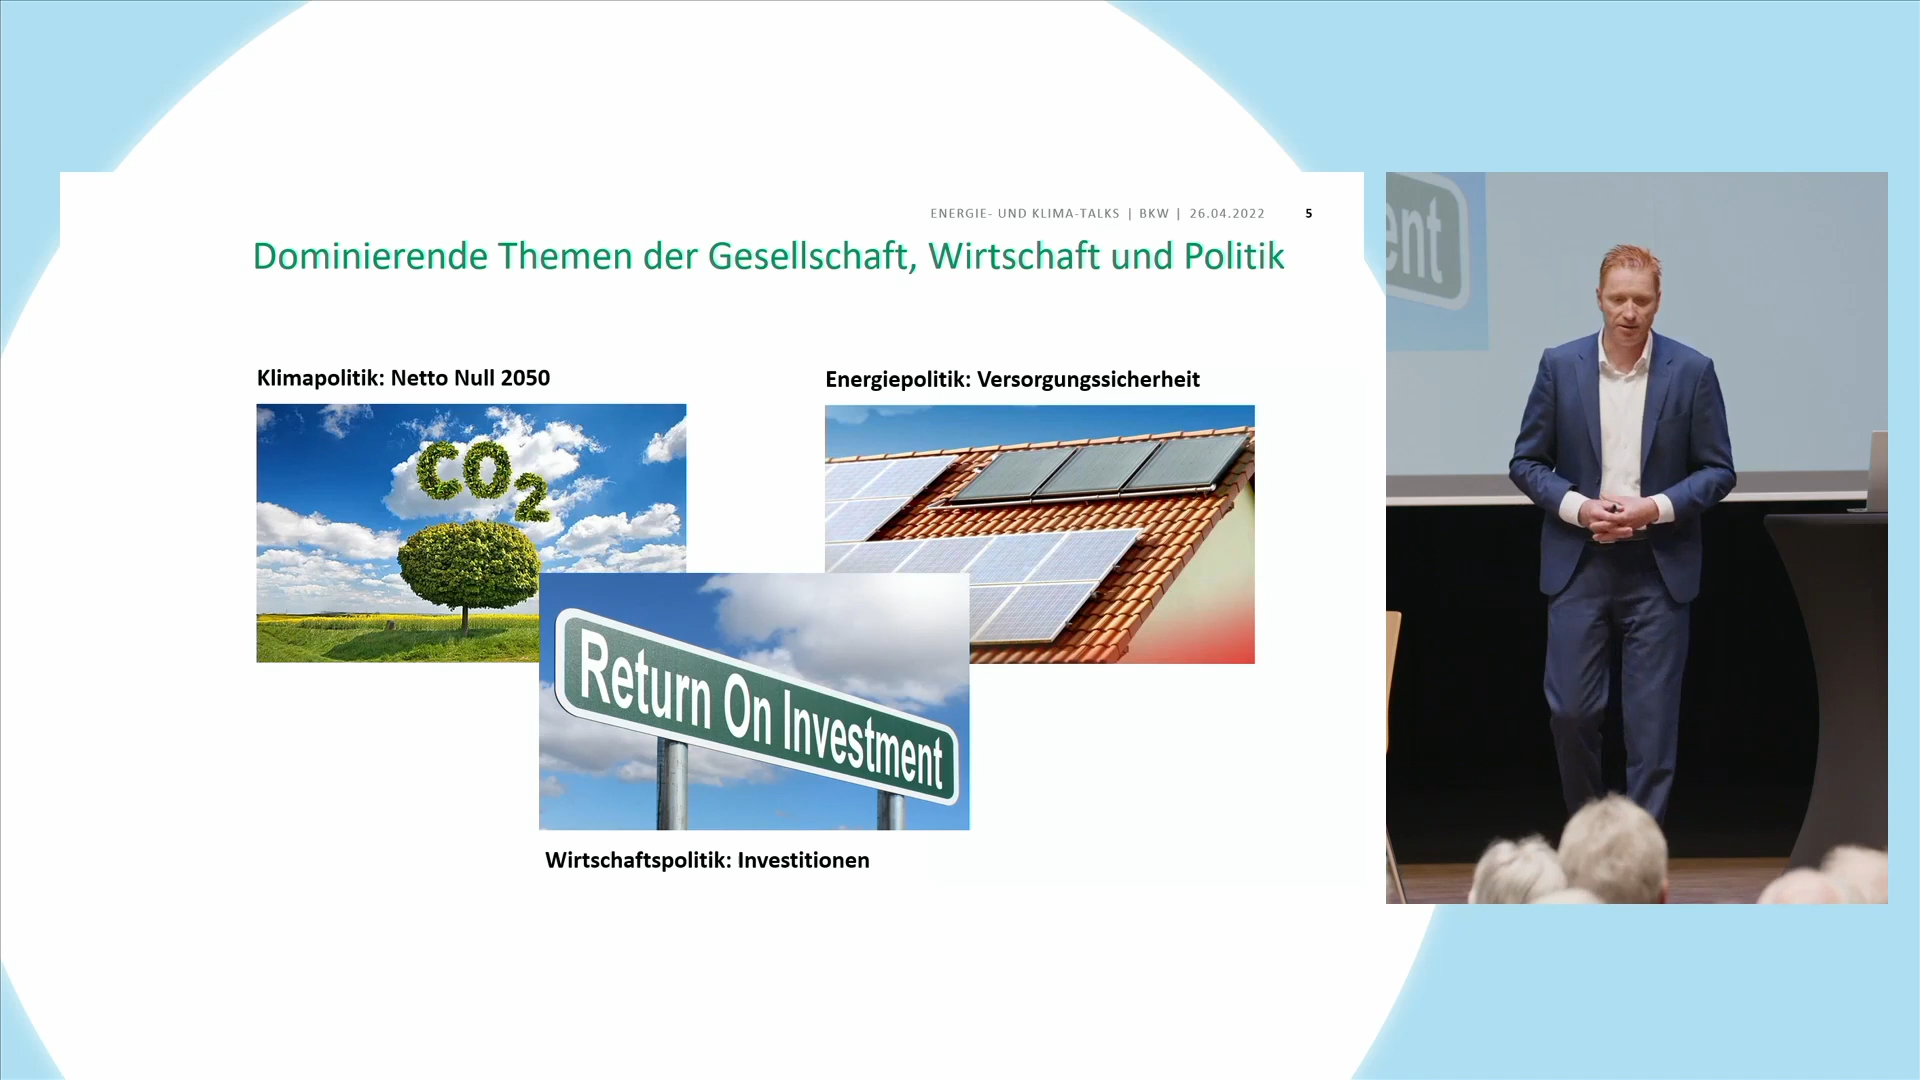 ENERGIE- UND KLIMA-TALKS | BKW | 26.04.2022 5
Dominierende Themen der Gesellschaft, Wirtschaft und Politik
Klimapolitik: Netto Null 2050
Energiepolitik: Versorgungssicherheit
CO2
Return On Investment
Wirtschaftspolitik: Investitionen
ent